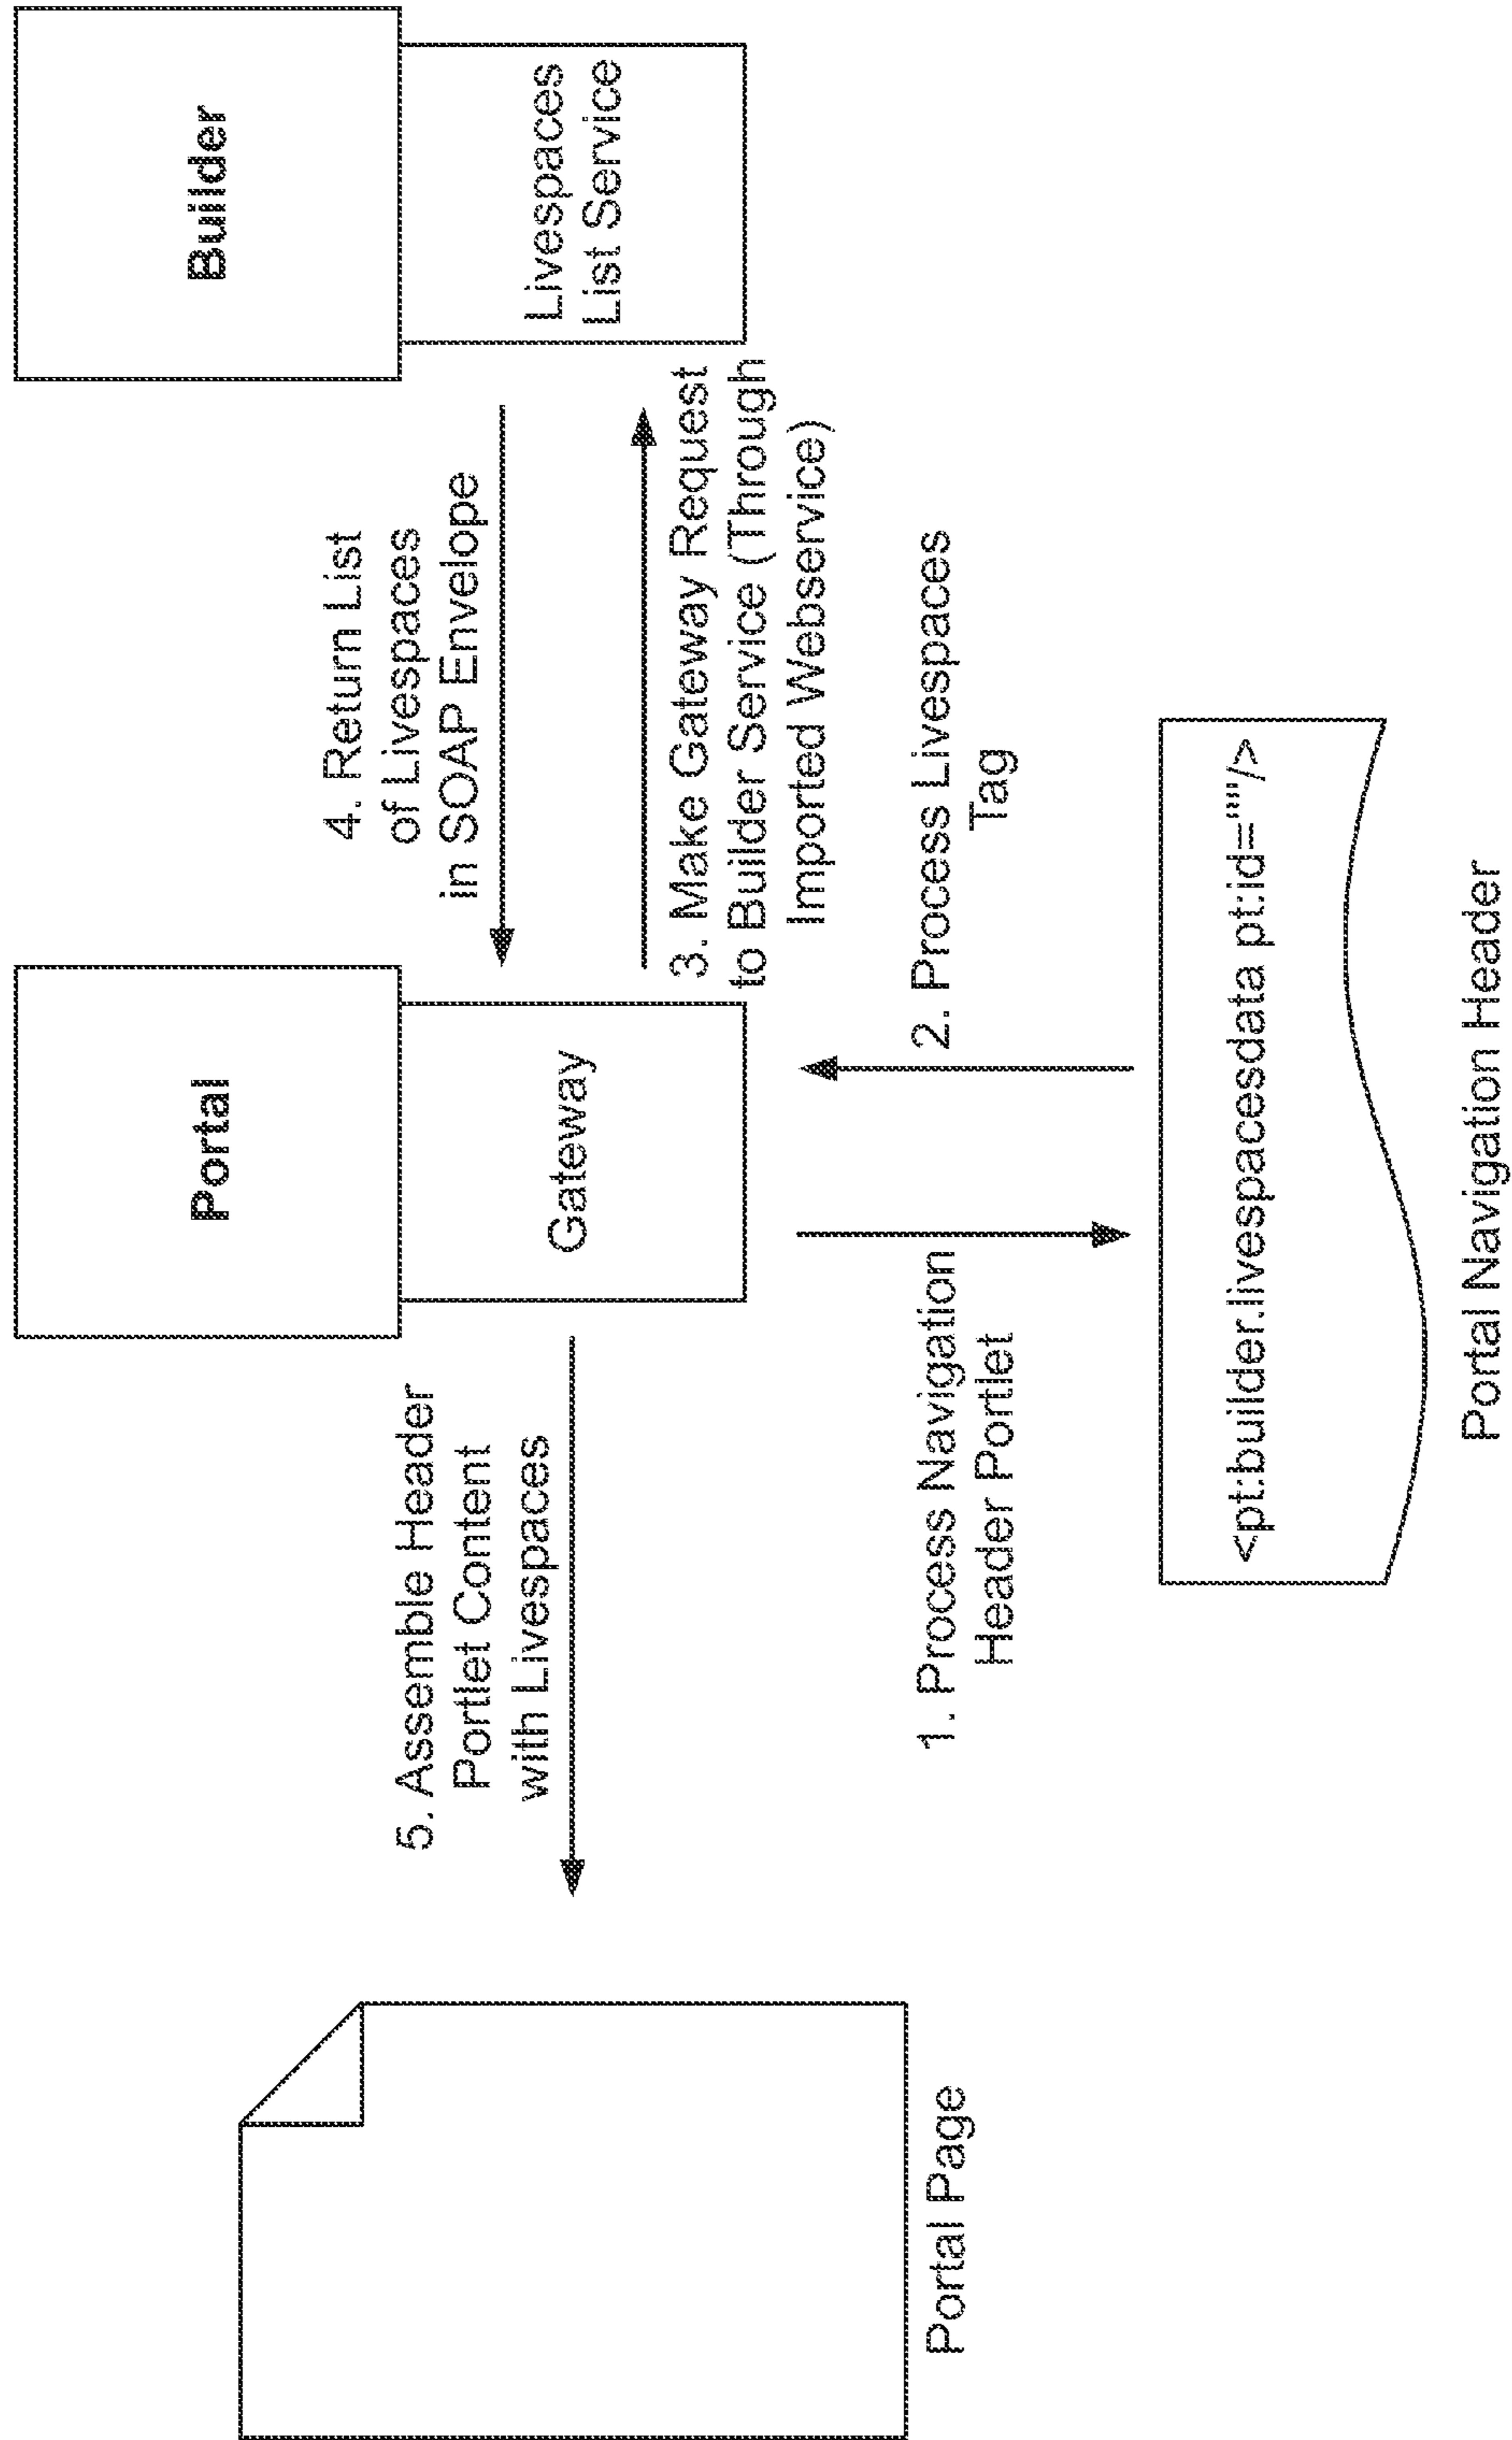 Portal
Gateway
Builder
Livespaces
List Service
4. Return List
of Livespaces
in SOAP Envelope
3. Make Gateway Request
to Builder Service (Through
Imported Webservice)
5. Assemble Header
Portlet Content
with Livespaces
1. Process Navigation
Header Portlet
2. Process Livespaces
Tag
<pt:builder.livespacesdata pt:id=""/>
Portal Page
Portal Navigation Header